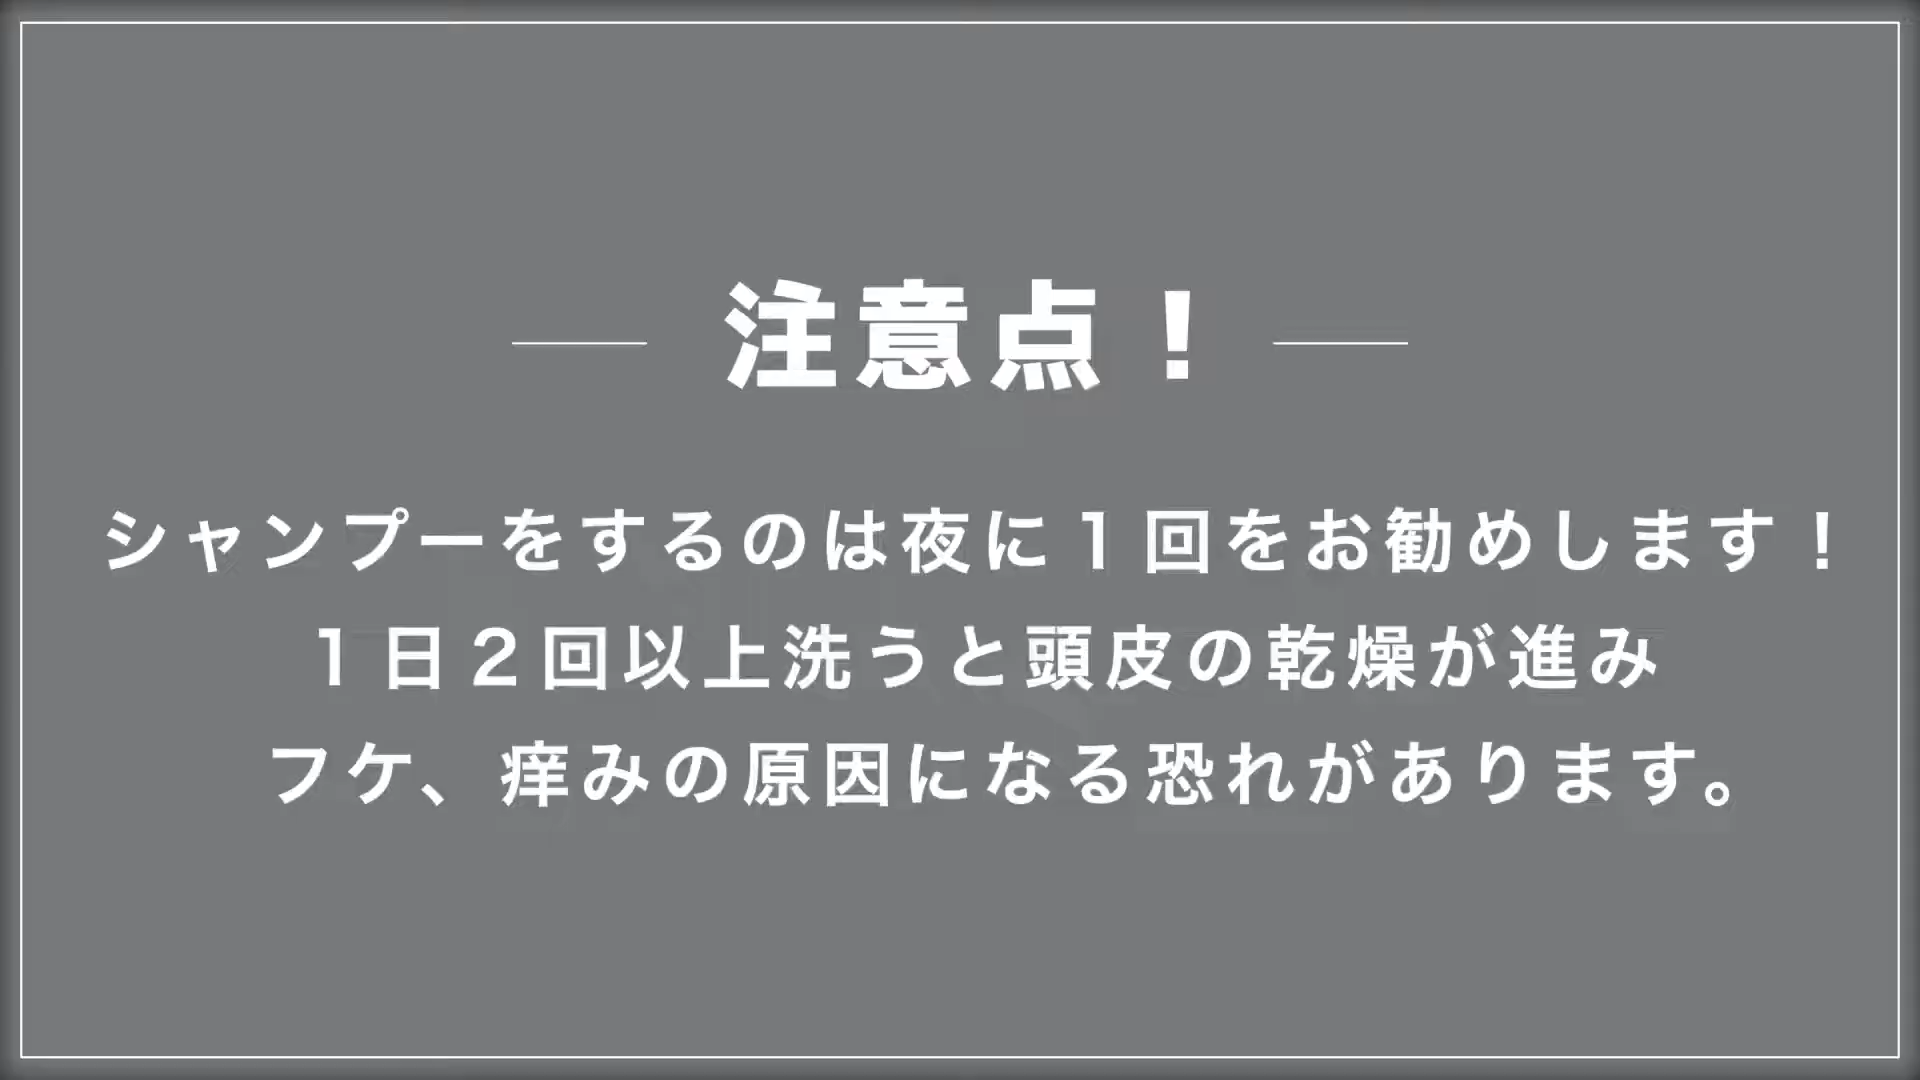 注意点！
シャンプーをするのは夜に１回をお勧めします！
１日２回以上洗うと頭皮の乾燥が進み
フケ、痒みの原因になる恐れがあります。